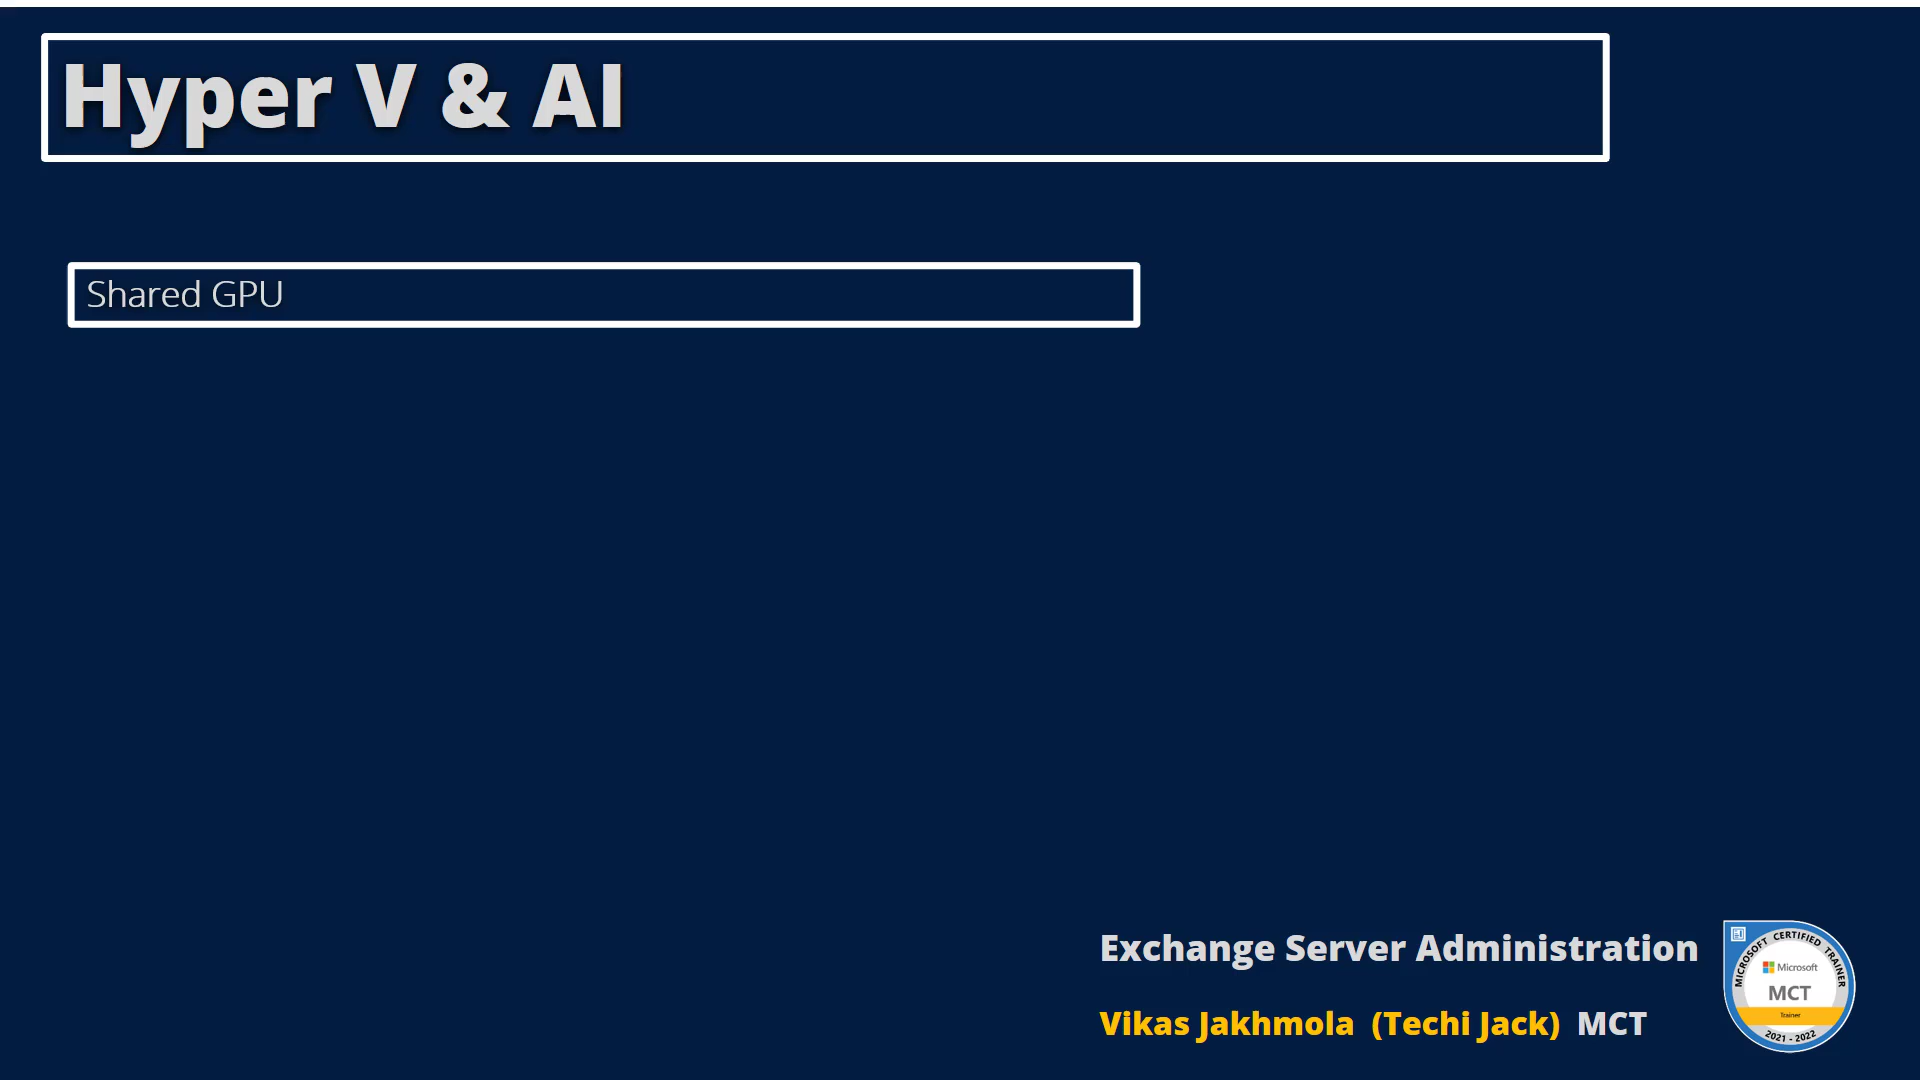 Hyper V & AI
Shared GPU
Exchange Server Administration
Vikas Jakhmola (Techi Jack) MCT
MICROSOFT CERTIFIED TRAINER
Microsoft
MCT
Trainer
2021 - 2022